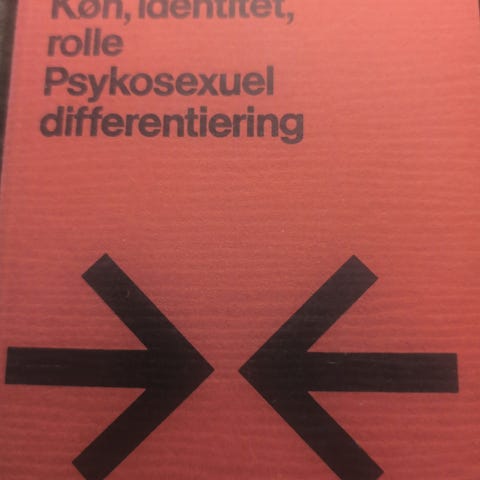 Køn, identitet,
rolle
Psykosexuel
differentiering